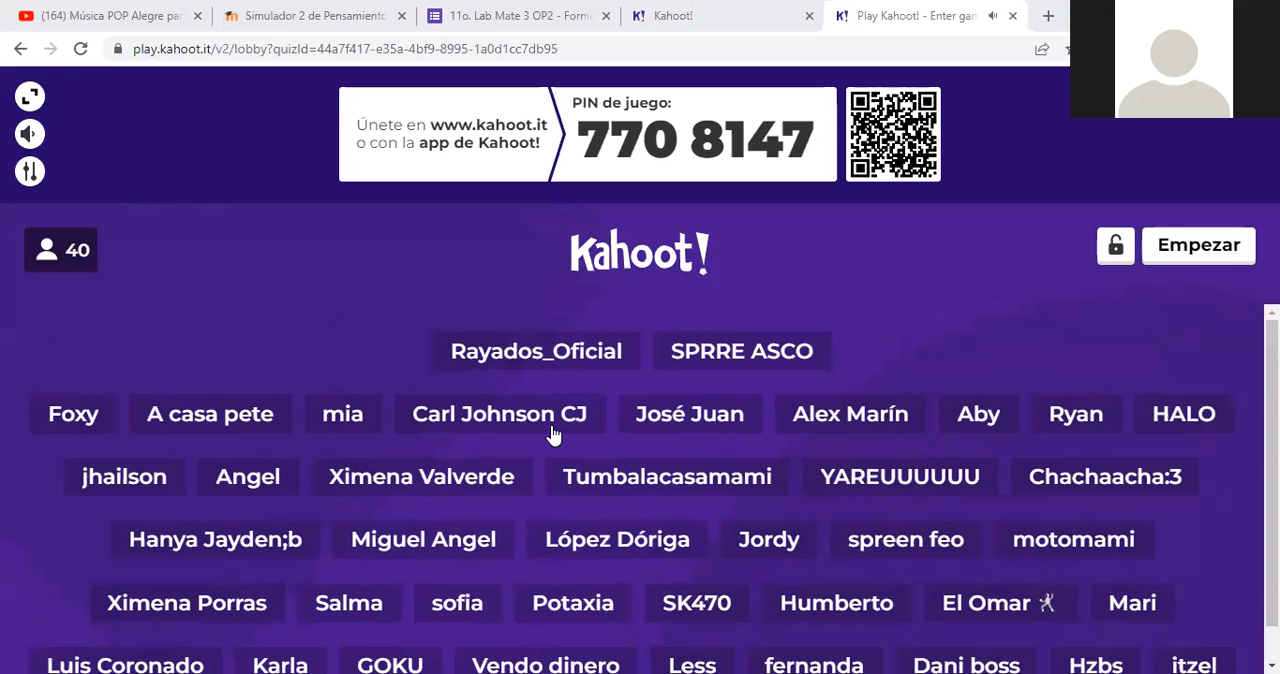 (164) Música POP Alegre pa
Simulador 2 de Pensamiento
11o. Lab Mate 3 OP2 - Form
Kahoot!
Play Kahoot! - Enter gam
play.kahoot.it/v2/lobby?quizId=44a7f417-e35a-4bf9-8995-1a0d1cc7db95
Únete en www.kahoot.it
o con la app de Kahoot!
PIN de juego:
770 8147
40
Kahoot!
Empezar
Rayados_Oficial SPRRE ASCO
Foxy A casa pete mia Carl Johnson CJ José Juan Alex Marín Aby Ryan HALO
jhailson Angel Ximena Valverde Tumbalacasamami YAREUUUUUU Chachaacha:3
Hanya Jayden;b Miguel Angel López Dóriga Jordy spreen feo motomami
Ximena Porras Salma sofia Potaxia SK470 Humberto El Omar Mari
Luis Coronado Karla GOKU Vendo dinero Less fernanda Dani boss Hzbs itzel